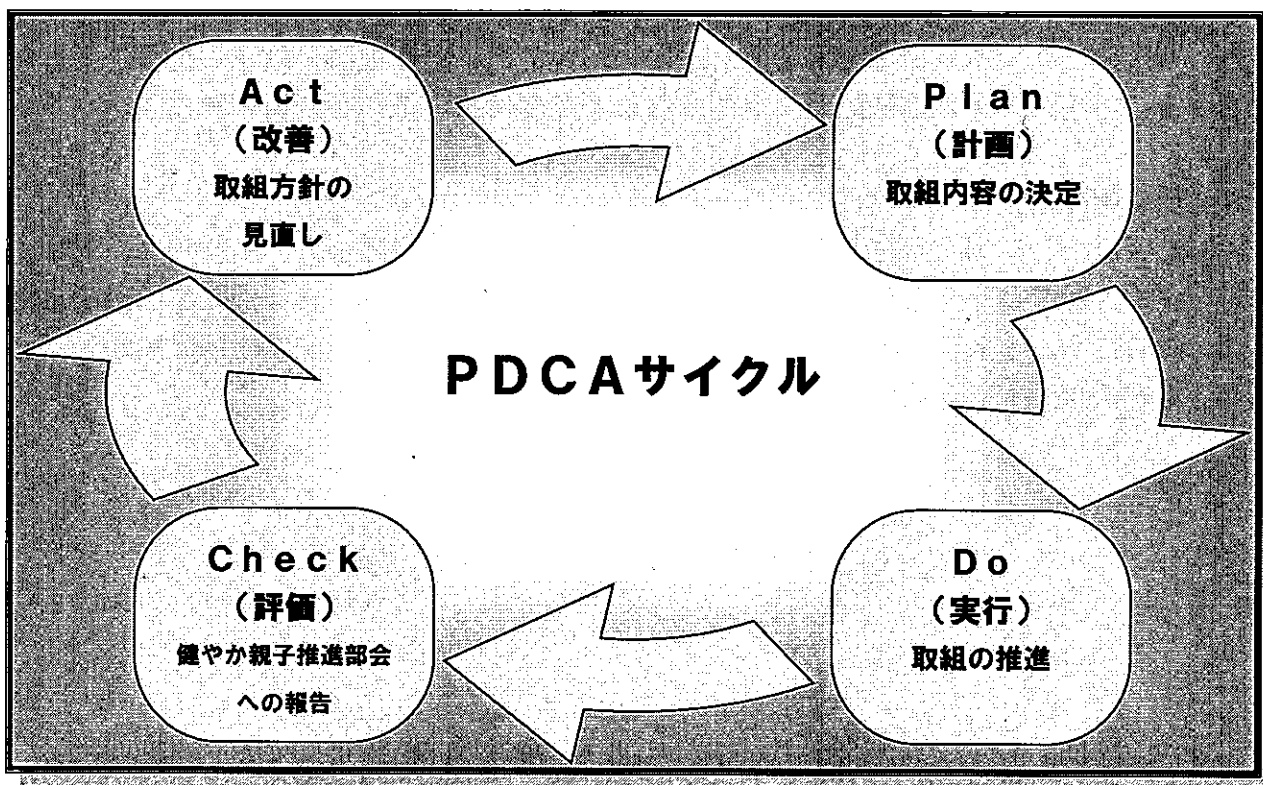 Act
(改善)
取組方針の
見直し
Plan
(計画)
取組内容の決定
PDCAサイクル
Check
(評価)
健やか親子推進部会
への報告
Do
(実行)
取組の推進